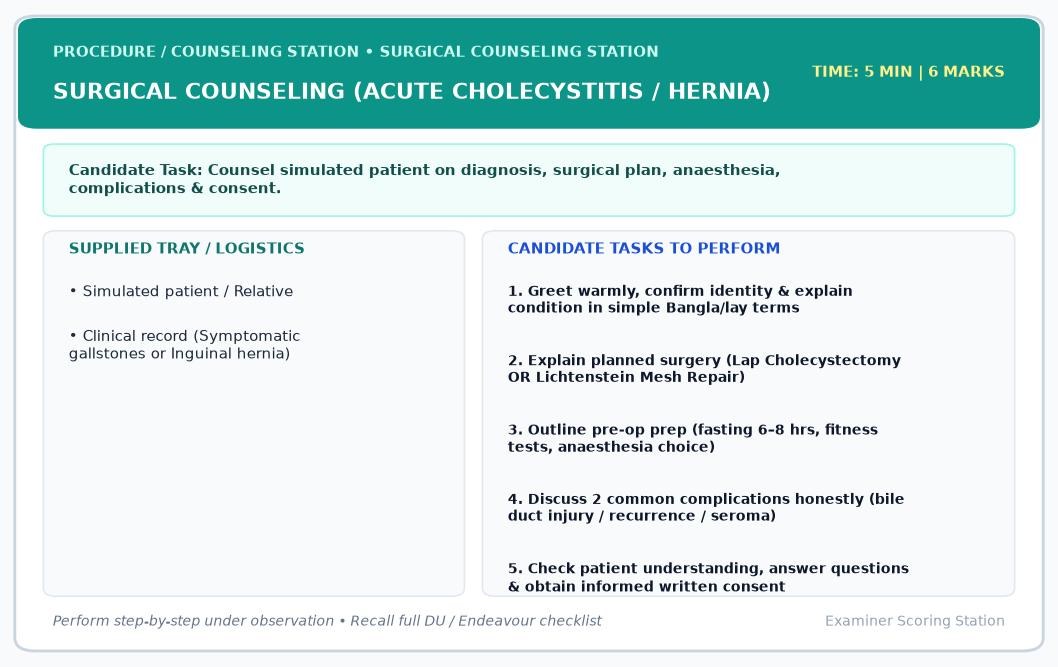 PROCEDURE / COUNSELING STATION • SURGICAL COUNSELING STATION
SURGICAL COUNSELING (ACUTE CHOLECYSTITIS / HERNIA)
TIME: 5 MIN | 6 MARKS
Candidate Task: Counsel simulated patient on diagnosis, surgical plan, anaesthesia,
complications & consent.
SUPPLIED TRAY / LOGISTICS
• Simulated patient / Relative
• Clinical record (Symptomatic
gallstones or Inguinal hernia)
CANDIDATE TASKS TO PERFORM
1. Greet warmly, confirm identity & explain
condition in simple Bangla/lay terms
2. Explain planned surgery (Lap Cholecystectomy
OR Lichtenstein Mesh Repair)
3. Outline pre-op prep (fasting 6–8 hrs, fitness
tests, anaesthesia choice)
4. Discuss 2 common complications honestly (bile
duct injury / recurrence / seroma)
5. Check patient understanding, answer questions
& obtain informed written consent
Perform step-by-step under observation • Recall full DU / Endeavour checklist
Examiner Scoring Station